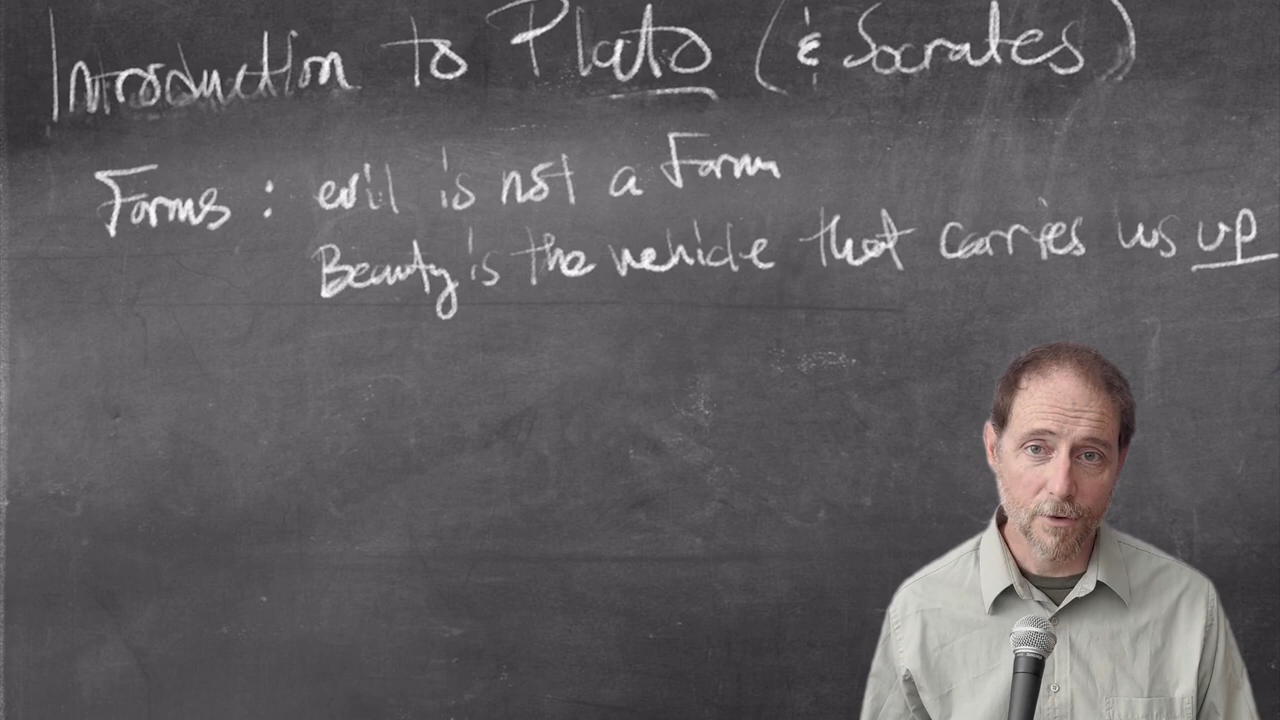 Introduction to Plato (& Socrates)
Forms: evil is not a Form
Beauty is the vehicle that carries us up